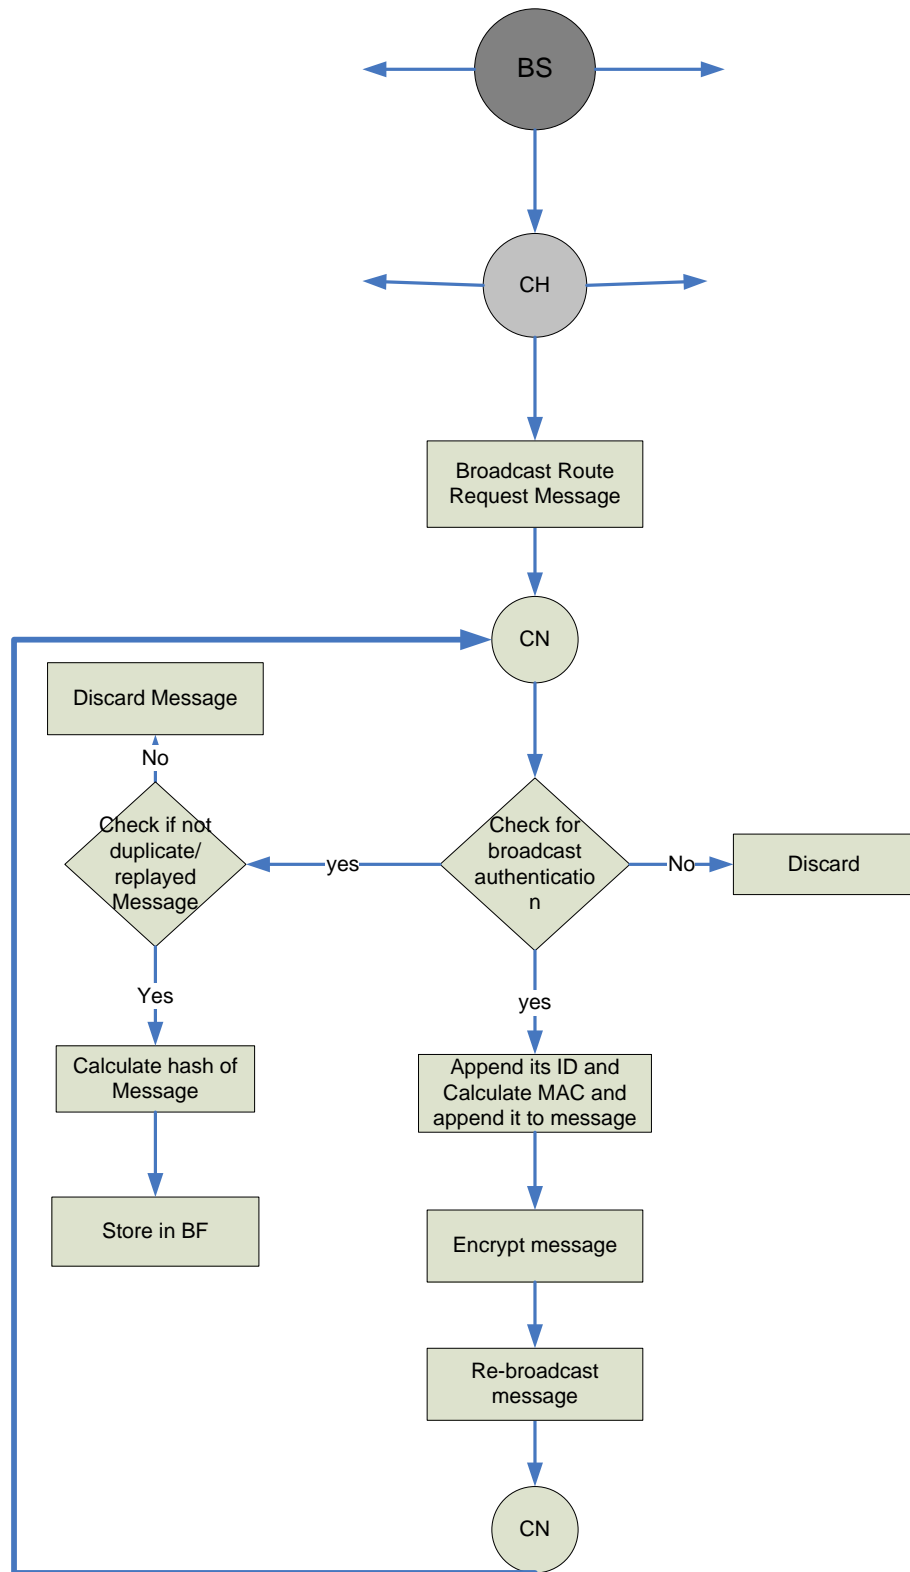 BS
CH
Broadcast Route
Request Message
CN
Discard Message
No
Check if not
duplicate/
replayed
Message
yes
Check for
broadcast
authenticatio
n
No
Discard
Yes
yes
Calculate hash of
Message
Append its ID and
Calculate MAC and
append it to message
Store in BF
Encrypt message
Re-broadcast
message
CN